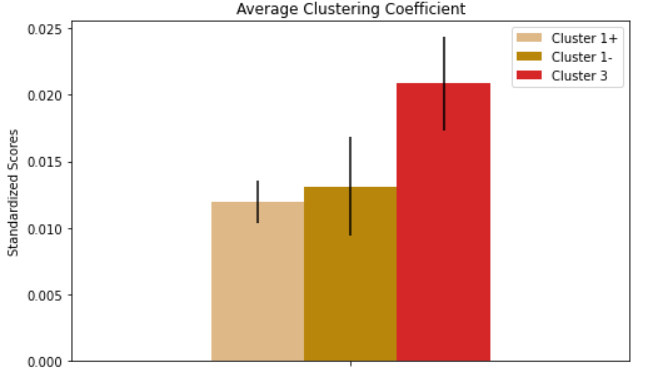 Average Clustering Coefficient
0.025
0.020
0.015
0.010
0.005
0.000
Standardized Scores
Cluster 1+
Cluster 1-
Cluster 3